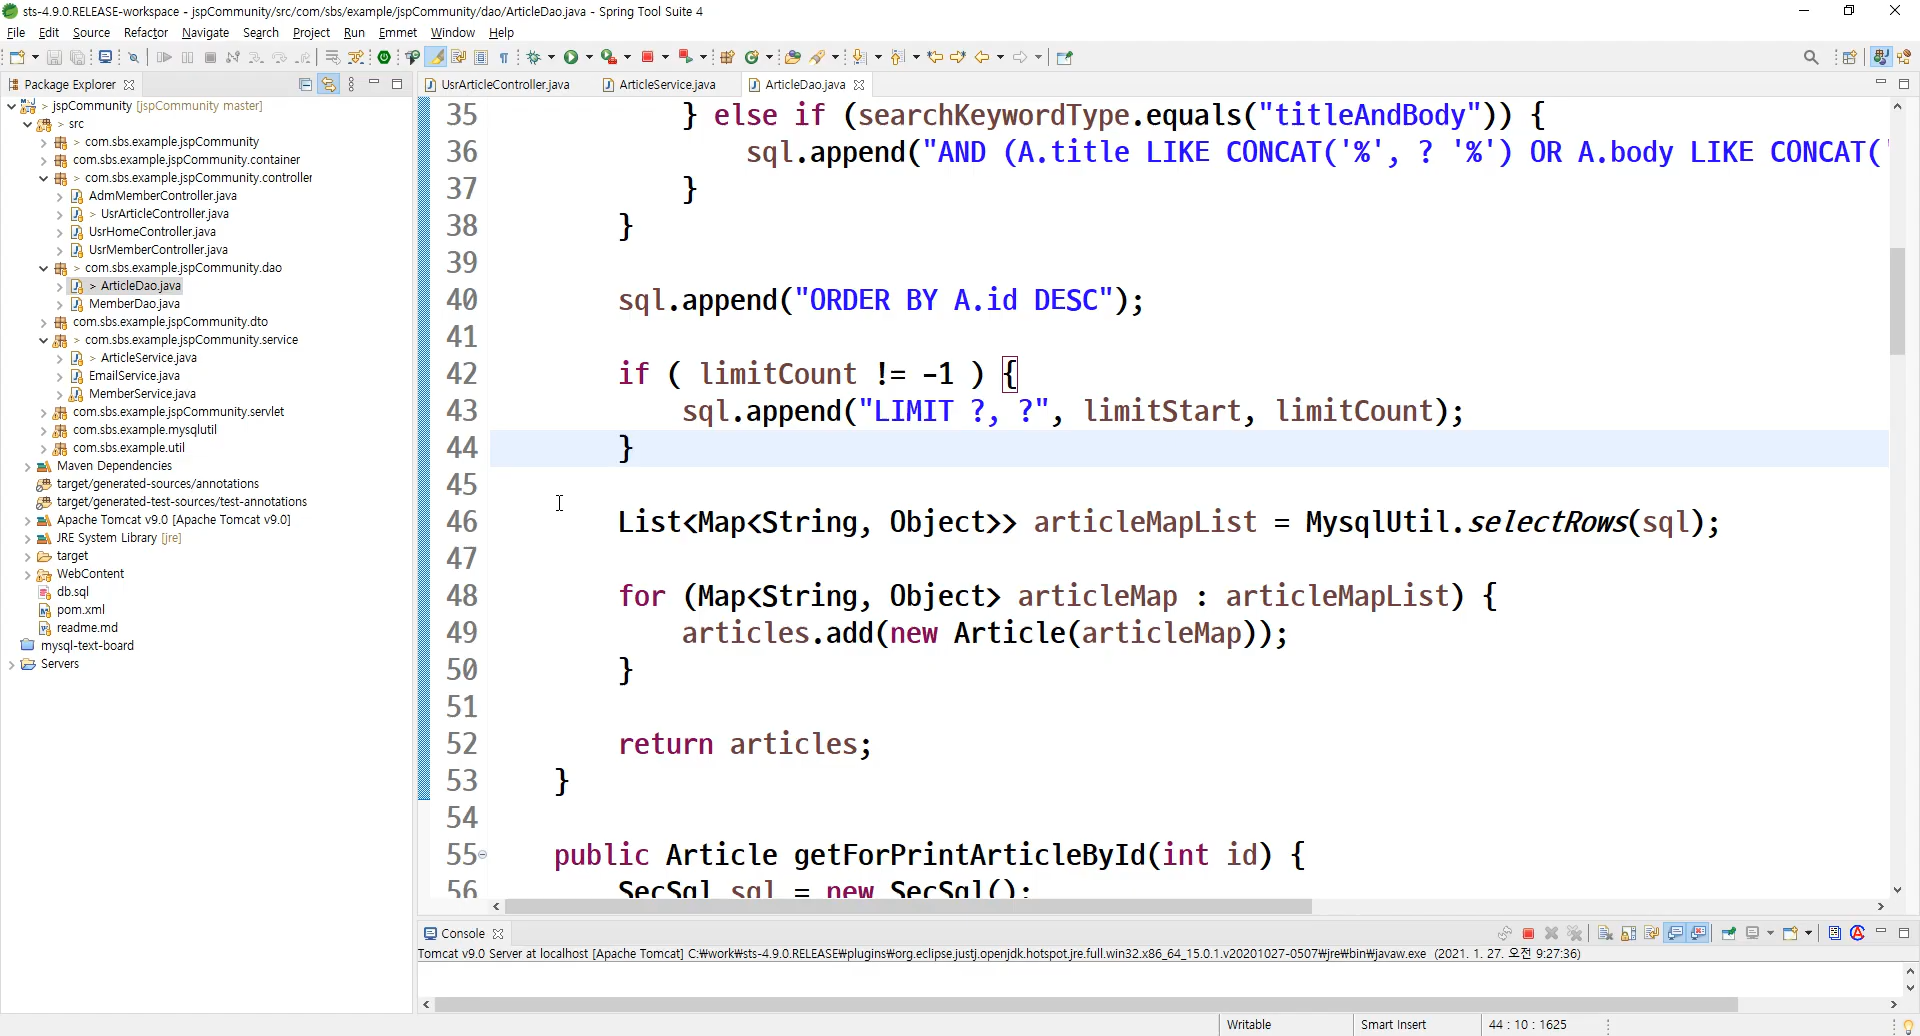 sts-4.9.0.RELEASE-workspace - jspCommunity/src/com/sbs/example/jspCommunity/dao/ArticleDao.java - Spring Tool Suite 4
File Edit Source Refactor Navigate Search Project Run Emmet Window Help
Package Explorer
UsrArticleController.java ArticleService.java ArticleDao.java
> jspCommunity [jspCommunity master]
> src
> com.sbs.example.jspCommunity
com.sbs.example.jspCommunity.container
> com.sbs.example.jspCommunity.controller
AdmMemberController.java
> UsrArticleController.java
UsrHomeController.java
UsrMemberController.java
> com.sbs.example.jspCommunity.dao
> ArticleDao.java
MemberDao.java
com.sbs.example.jspCommunity.dto
> com.sbs.example.jspCommunity.service
> ArticleService.java
EmailService.java
MemberService.java
com.sbs.example.jspCommunity.servlet
com.sbs.example.mysqlutil
com.sbs.example.util
Maven Dependencies
target/generated-sources/annotations
target/generated-test-sources/test-annotations
Apache Tomcat v9.0 [Apache Tomcat v9.0]
JRE System Library [jre]
target
WebContent
db.sql
pom.xml
readme.md
mysql-text-board
Servers
35 } else if (searchKeywordType.equals("titleAndBody")) {
36 sql.append("AND (A.title LIKE CONCAT('%', ? '%') OR A.body LIKE CONCAT('
37 }
38 }
39
40 sql.append("ORDER BY A.id DESC");
41
42 if ( limitCount != -1 ) {
43 sql.append("LIMIT ?, ?", limitStart, limitCount);
44 }
45
46 List<Map<String, Object>> articleMapList = MysqlUtil.selectRows(sql);
47
48 for (Map<String, Object> articleMap : articleMapList) {
49 articles.add(new Article(articleMap));
50 }
51
52 return articles;
53 }
54
55 public Article getForPrintArticleById(int id) {
56 SecSql sql = new SecSql();
Console
Tomcat v9.0 Server at localhost [Apache Tomcat] C:₩work₩sts-4.9.0.RELEASE₩plugins₩org.eclipse.justj.openjdk.hotspot.jre.full.win32.x86_64_15.0.1.v20201027-0507₩jre₩bin₩javaw.exe (2021. 1. 27. 오전 9:27:36)
Writable Smart Insert 44 : 10 : 1625